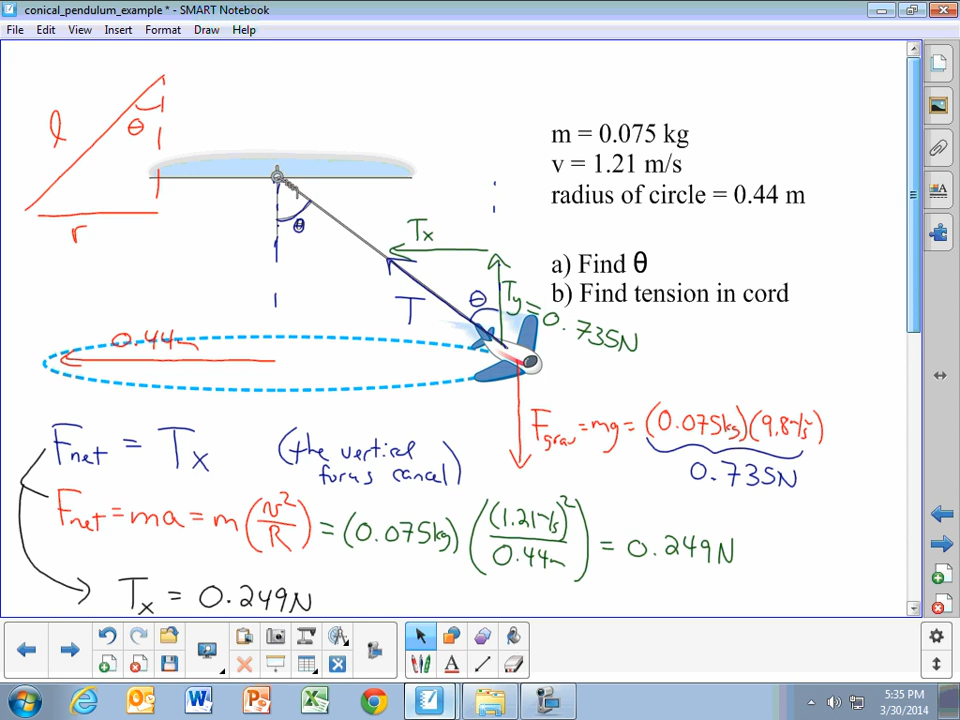 conical_pendulum_example * - SMART Notebook
File Edit View Insert Format Draw Help
l
θ
r
m = 0.075 kg
v = 1.21 m/s
radius of circle = 0.44 m
a) Find θ
b) Find tension in cord
θ
Tx
T
θ
Ty = 0.735N
0.44m
Fgrav = mg = (0.075kg)(9.8m/s²)
0.735N
Fnet = Tx (the vertical
forces cancel)
Fnet = ma = m(v²/R) = (0.075kg)((1.21m/s)²/0.44m) = 0.249N
Tx = 0.249N
5:35 PM
3/30/2014